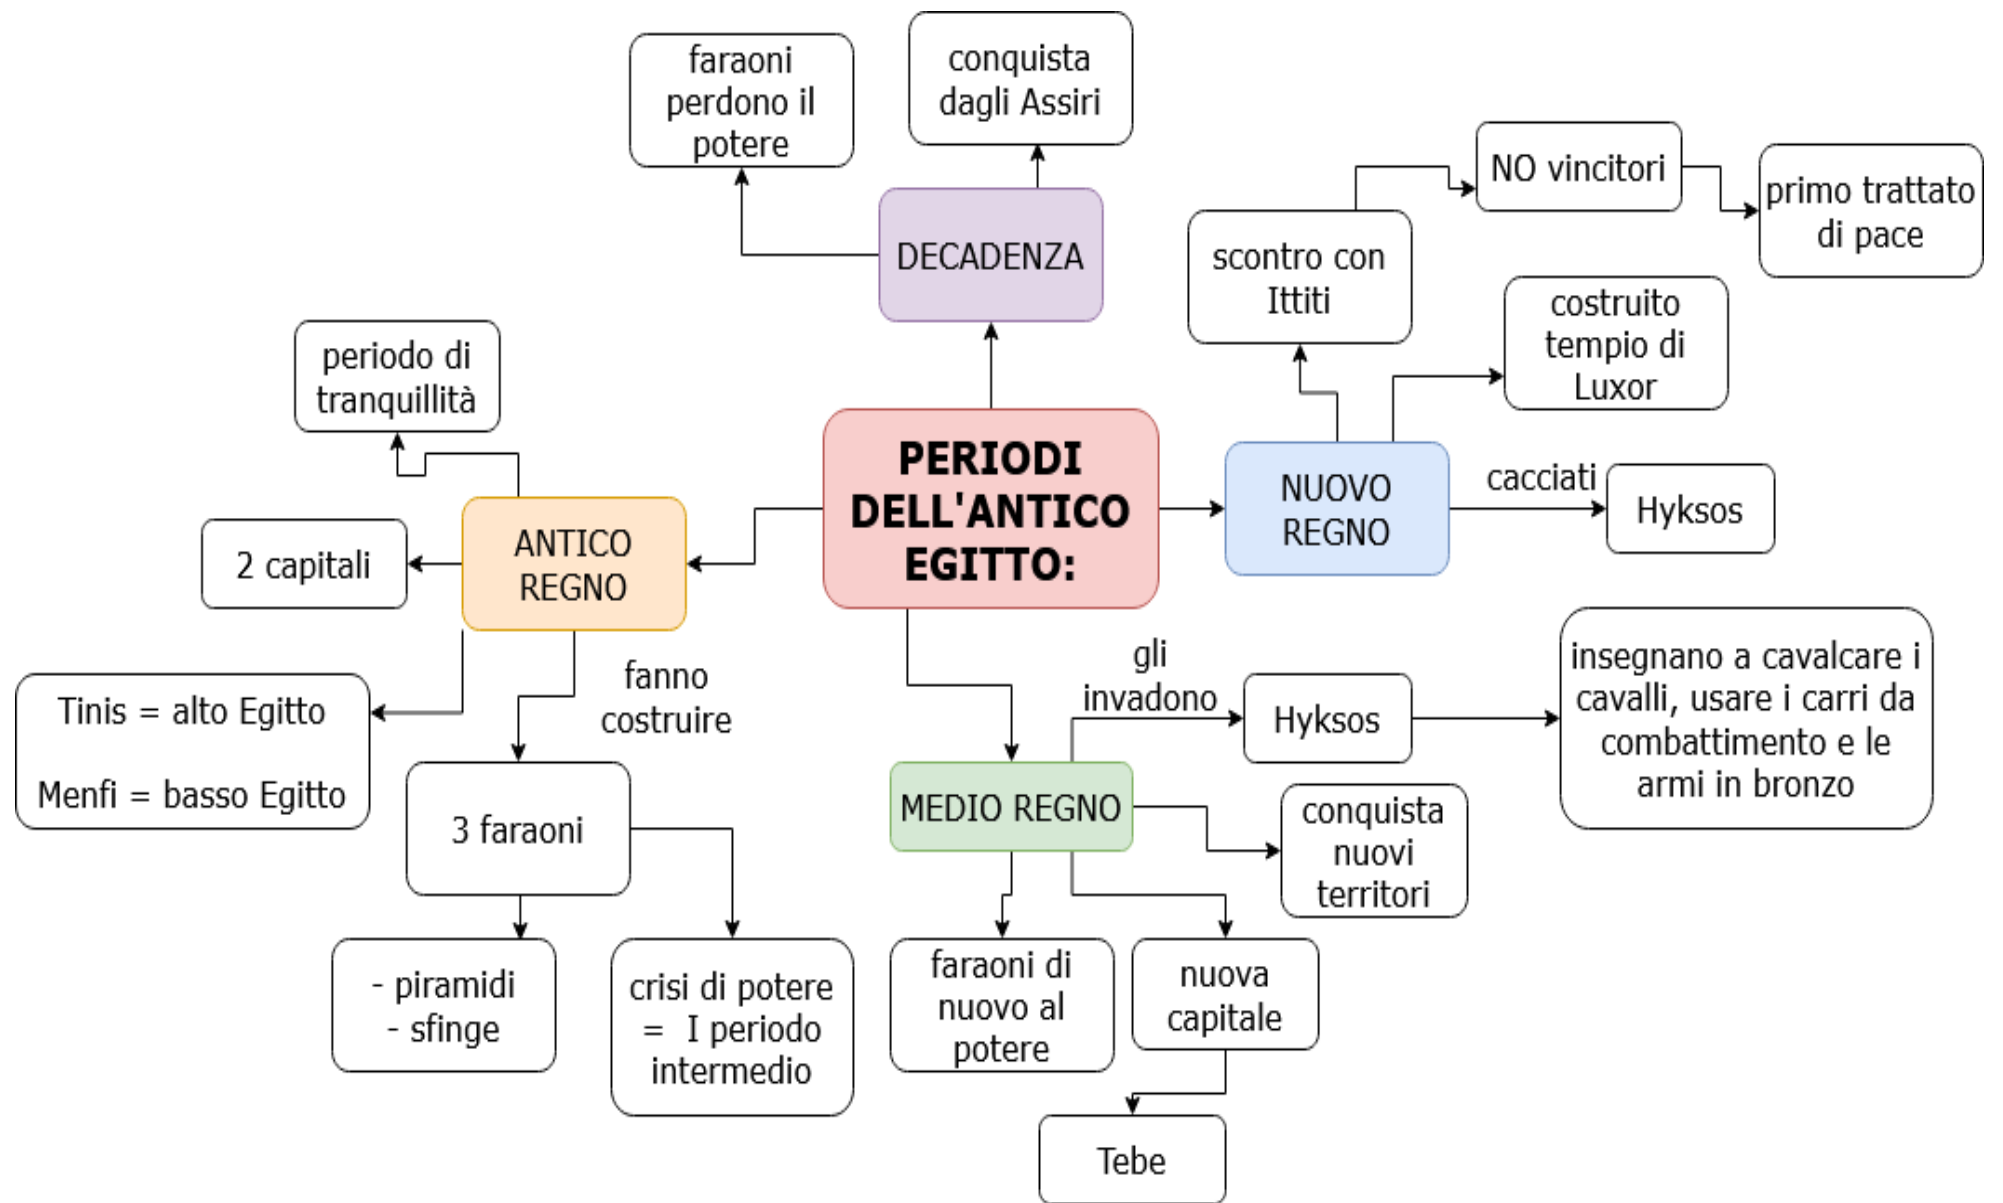 faraoni
perdono il
potere
conquista
dagli Assiri
DECADENZA
NO vincitori
primo trattato
di pace
scontro con
Ittiti
costruito
tempio di
Luxor
periodo di
tranquillità
PERIODI
DELL'ANTICO
EGITTO:
NUOVO
REGNO
cacciati
Hyksos
ANTICO
REGNO
2 capitali
Tinis = alto Egitto
Menfi = basso Egitto
fanno
costruire
3 faraoni
- piramidi
- sfinge
crisi di potere
= I periodo
intermedio
gli
invadono
Hyksos
insegnano a cavalcare i
cavalli, usare i carri da
combattimento e le
armi in bronzo
MEDIO REGNO
conquista
nuovi
territori
faraoni di
nuovo al
potere
nuova
capitale
Tebe